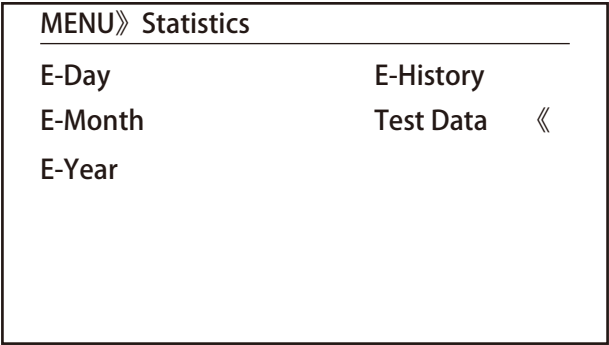 MENU》Statistics
E-Day E-History
E-Month Test Data 《
E-Year